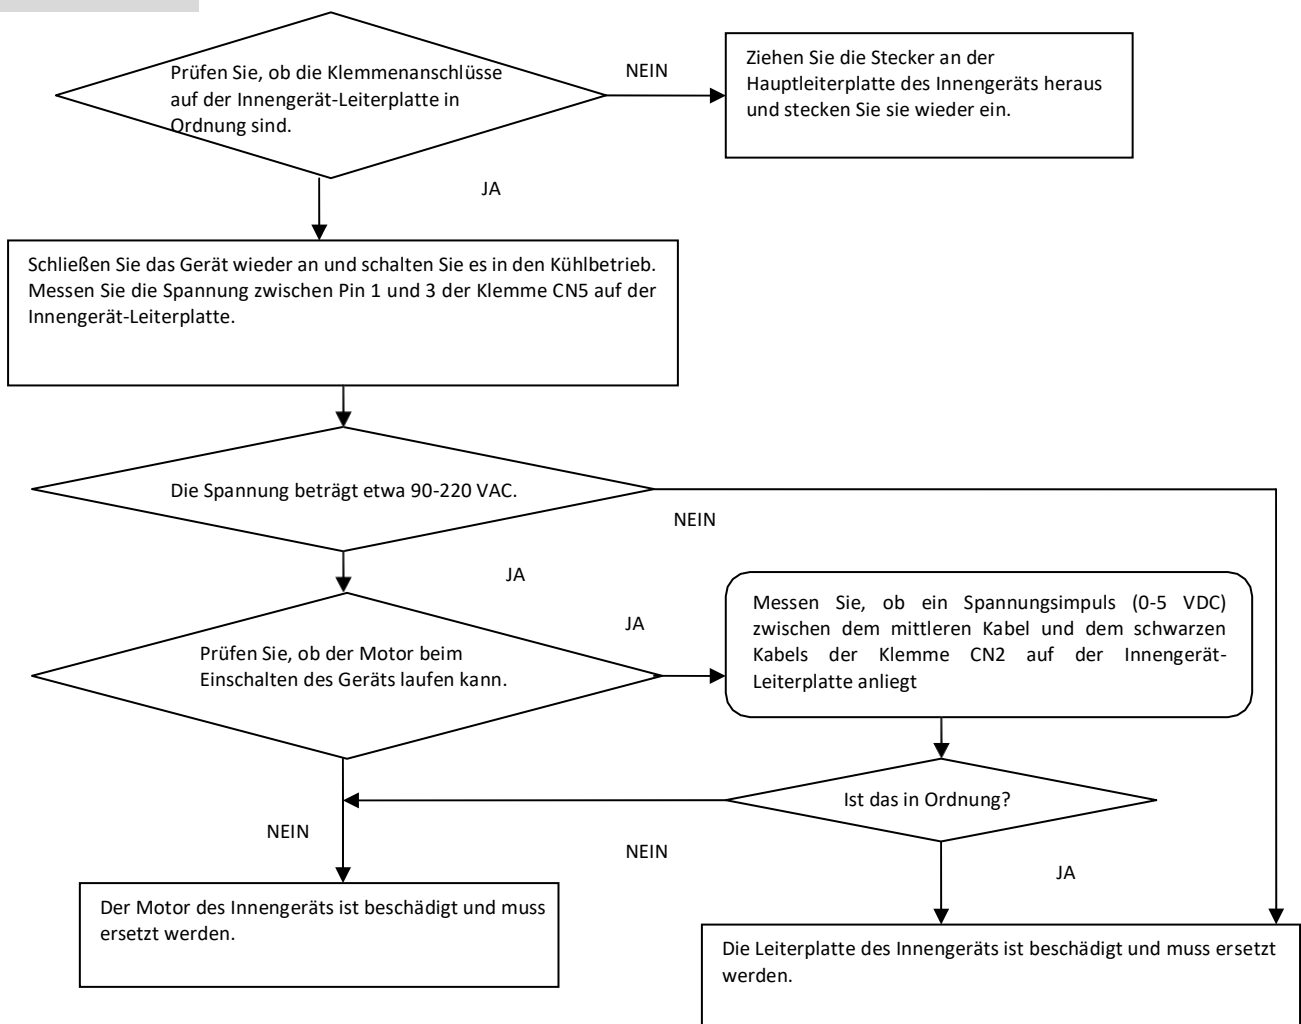 Prüfen Sie, ob die Klemmenanschlüsse
auf der Innengerät-Leiterplatte in
Ordnung sind.
NEIN
Ziehen Sie die Stecker an der
Hauptleiterplatte des Innengeräts heraus
und stecken Sie sie wieder ein.
JA
Schließen Sie das Gerät wieder an und schalten Sie es in den Kühlbetrieb.
Messen Sie die Spannung zwischen Pin 1 und 3 der Klemme CN5 auf der
Innengerät-Leiterplatte.
Die Spannung beträgt etwa 90-220 VAC.
NEIN
JA
Prüfen Sie, ob der Motor beim
Einschalten des Geräts laufen kann.
JA
Messen Sie, ob ein Spannungsimpuls (0-5 VDC)
zwischen dem mittleren Kabel und dem schwarzen
Kabels der Klemme CN2 auf der Innengerät-
Leiterplatte anliegt
Ist das in Ordnung?
NEIN
NEIN
JA
Der Motor des Innengeräts ist beschädigt und muss
ersetzt werden.
Die Leiterplatte des Innengeräts ist beschädigt und muss ersetzt
werden.